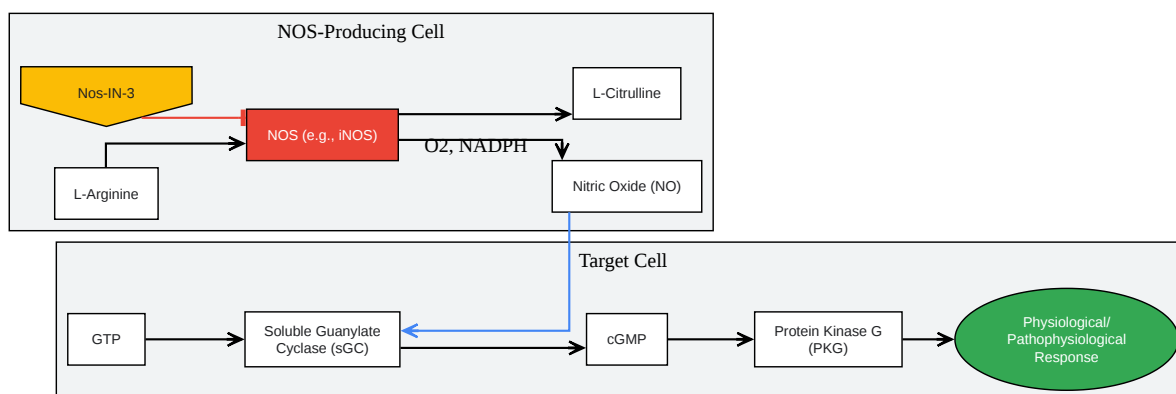 NOS-Producing Cell
Nos-IN-3
L-Citrulline
NOS (e.g., iNOS)
O2, NADPH
L-Arginine
Nitric Oxide (NO)
Target Cell
GTP
Soluble Guanylate
Cyclase (sGC)
cGMP
Protein Kinase G
(PKG)
Physiological/
Pathophysiological
Response